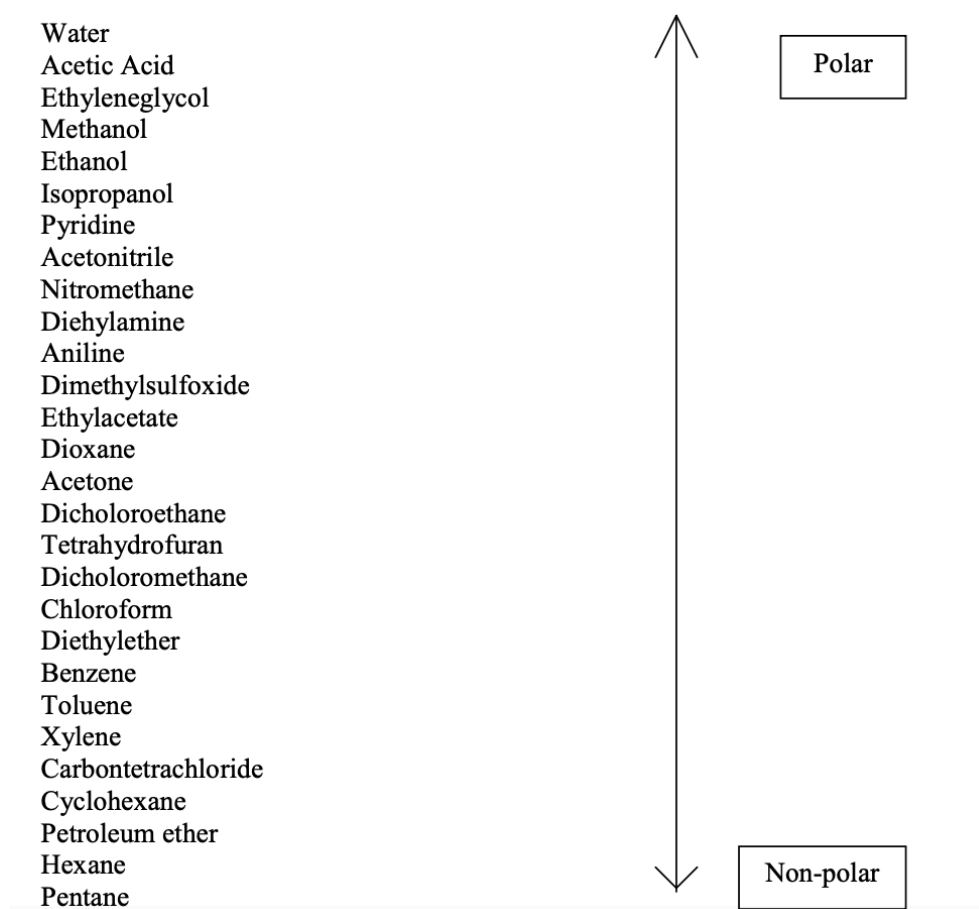 Water
Acetic Acid
Ethyleneglycol
Methanol
Ethanol
Isopropanol
Pyridine
Acetonitrile
Nitromethane
Diehylamine
Aniline
Dimethylsulfoxide
Ethylacetate
Dioxane
Acetone
Dicholoroethane
Tetrahydrofuran
Dicholoromethane
Chloroform
Diethylether
Benzene
Toluene
Xylene
Carbontetrachloride
Cyclohexane
Petroleum ether
Hexane
Pentane
Polar
Non-polar